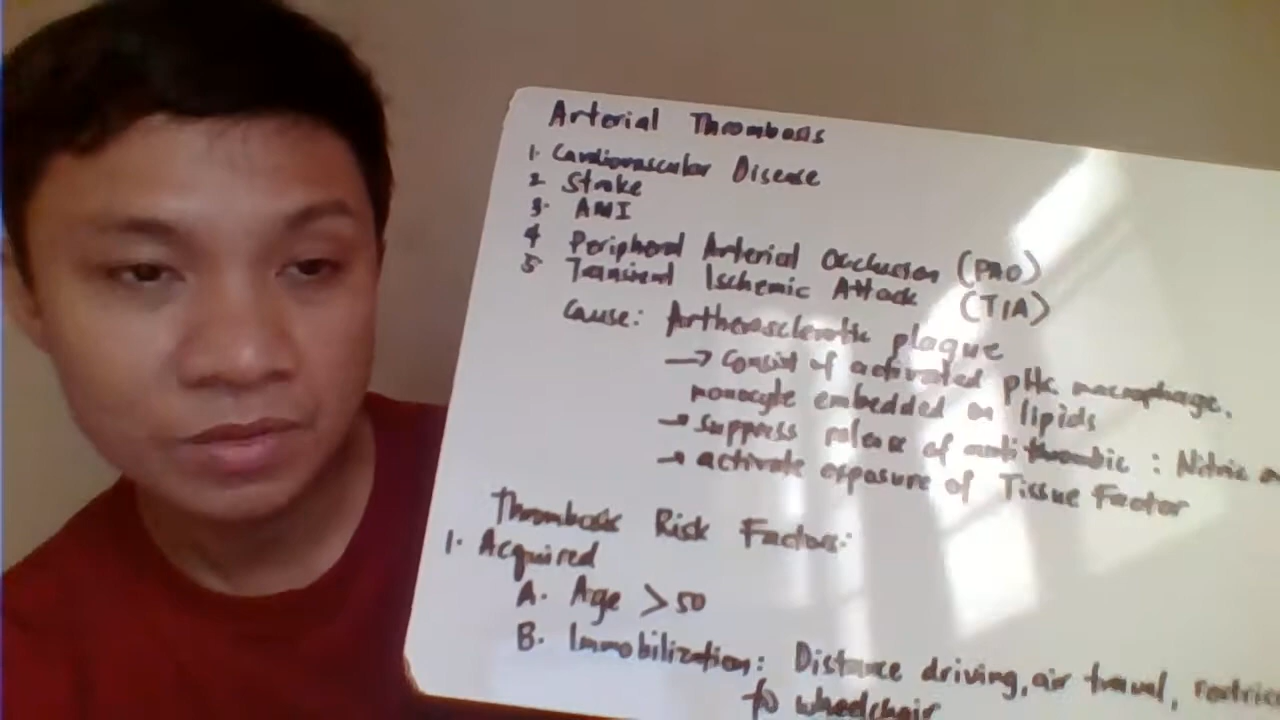 Arterial Thrombosis
1. Cardiovascular Disease
2 Stroke
3. AMI
4 Peripheral Arterial Occlusion (PAO)
5 Transient Ischemic Attack (TIA)
Cause: Artherosclerotic plaque
→ consist of activated pltc macrophage,
monocyte embedded on lipids
→ suppress release of antithrombic : Nitric
→ activate exposure of Tissue Factor
Thrombosis Risk Factors:
1. Acquired
A. Age > 50
B. Immobilization: Distance driving, air travel,
to wheelchair